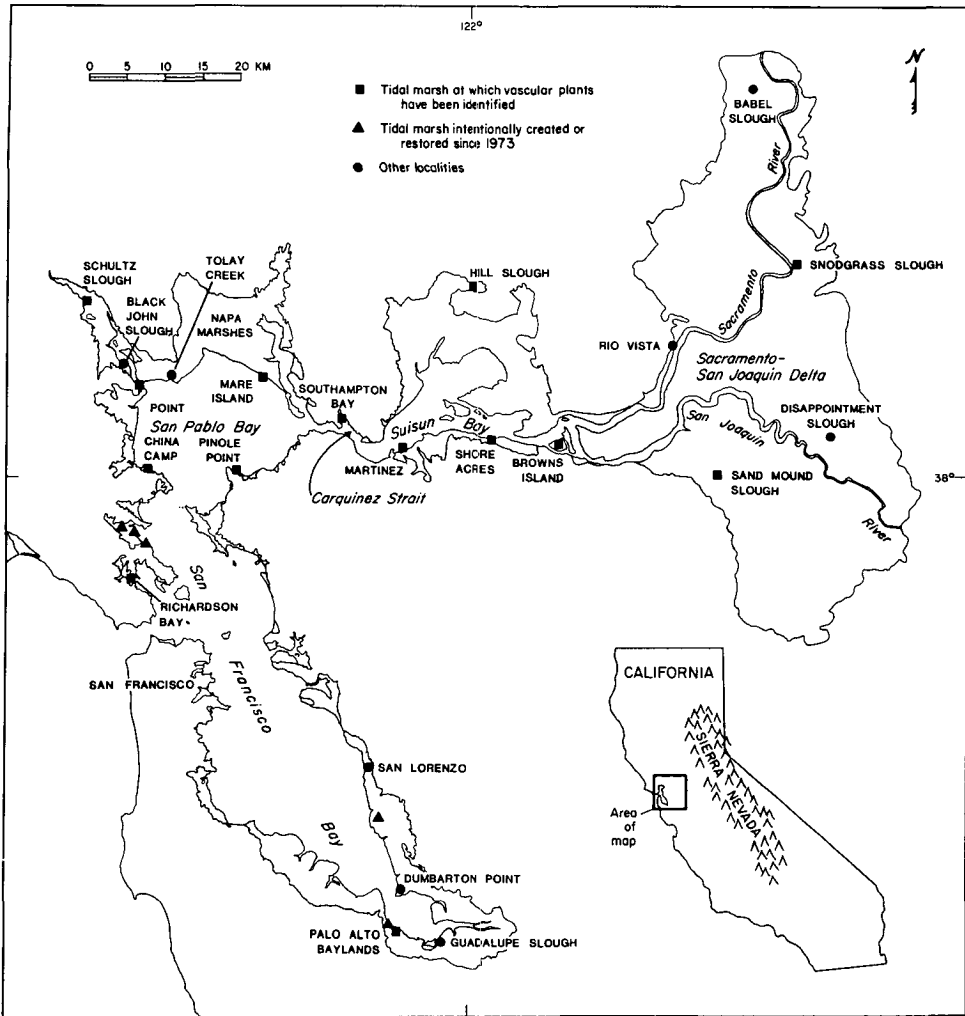 122°
0 5 10 15 20 KM
N
Tidal marsh at which vascular plants
have been identified
Tidal marsh intentionally created or
restored since 1973
Other localities
BABEL
SLOUGH
River
Sacramento
SNODGRASS SLOUGH
SCHULTZ
SLOUGH
TOLAY
CREEK
BLACK
JOHN
SLOUGH
NAPA
MARSHES
HILL SLOUGH
RIO VISTA
Sacramento-
San Joaquin Delta
MARE
ISLAND
SOUTHAMPTON
BAY
Suisun
Bay
San Joaquin
River
DISAPPOINTMENT
SLOUGH
POINT
San Pablo Bay
CHINA
CAMP
PINOLE
POINT
MARTINEZ
SHORE
ACRES
BROWNS
ISLAND
SAND MOUND
SLOUGH
38°
Carquinez Strait
San
Francisco
Bay
RICHARDSON
BAY
SAN FRANCISCO
SAN LORENZO
DUMBARTON POINT
PALO ALTO
BAYLANDS
GUADALUPE SLOUGH
CALIFORNIA
SIERRA NEVADA
Area
of
map